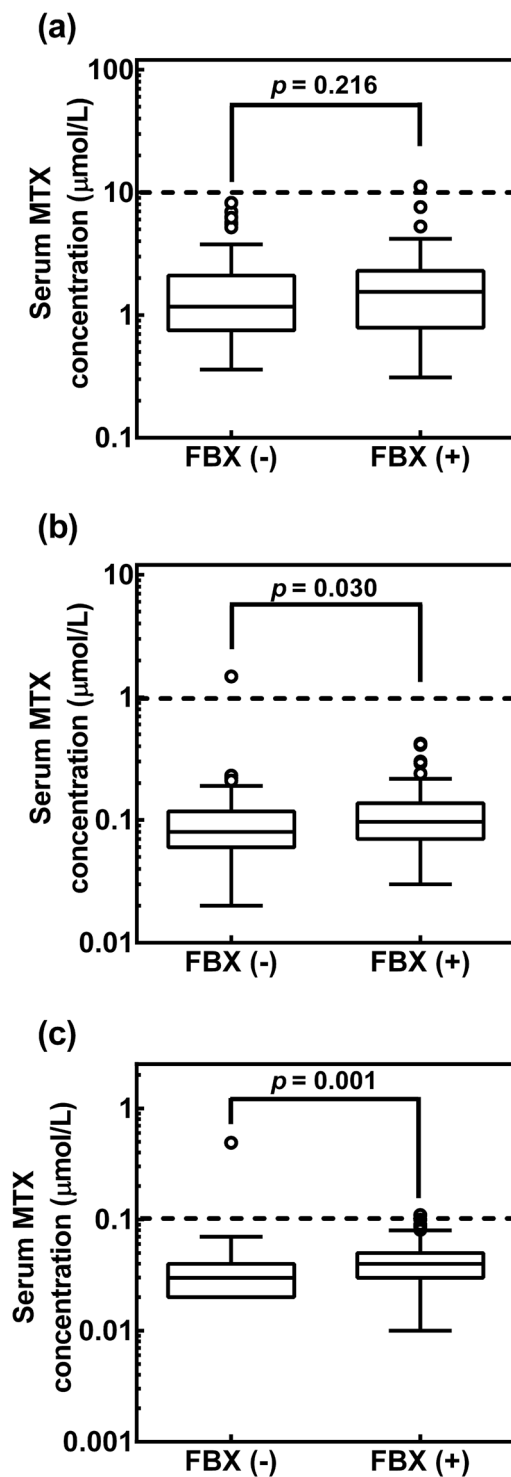 (a)
Serum MTX
concentration (μmol/L)
100
10
1
0.1
p = 0.216
FBX (-)
FBX (+)
(b)
Serum MTX
concentration (μmol/L)
10
1
0.1
0.01
p = 0.030
FBX (-)
FBX (+)
(c)
Serum MTX
concentration (μmol/L)
1
0.1
0.01
0.001
p = 0.001
FBX (-)
FBX (+)